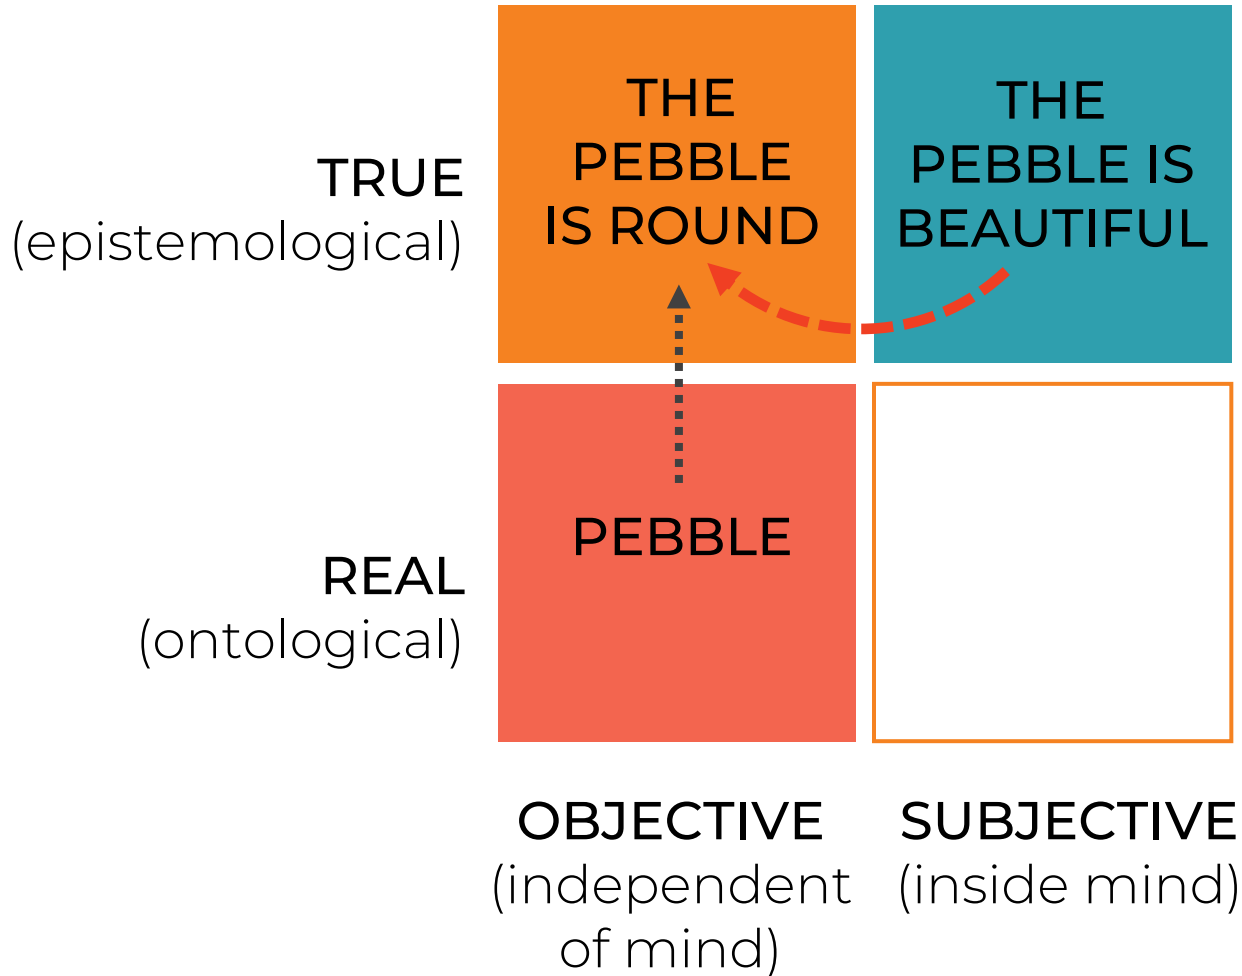 THE
PEBBLE
IS ROUND
THE
PEBBLE IS
BEAUTIFUL
TRUE
(epistemological)
PEBBLE
REAL
(ontological)
OBJECTIVE
(independent
of mind)
SUBJECTIVE
(inside mind)